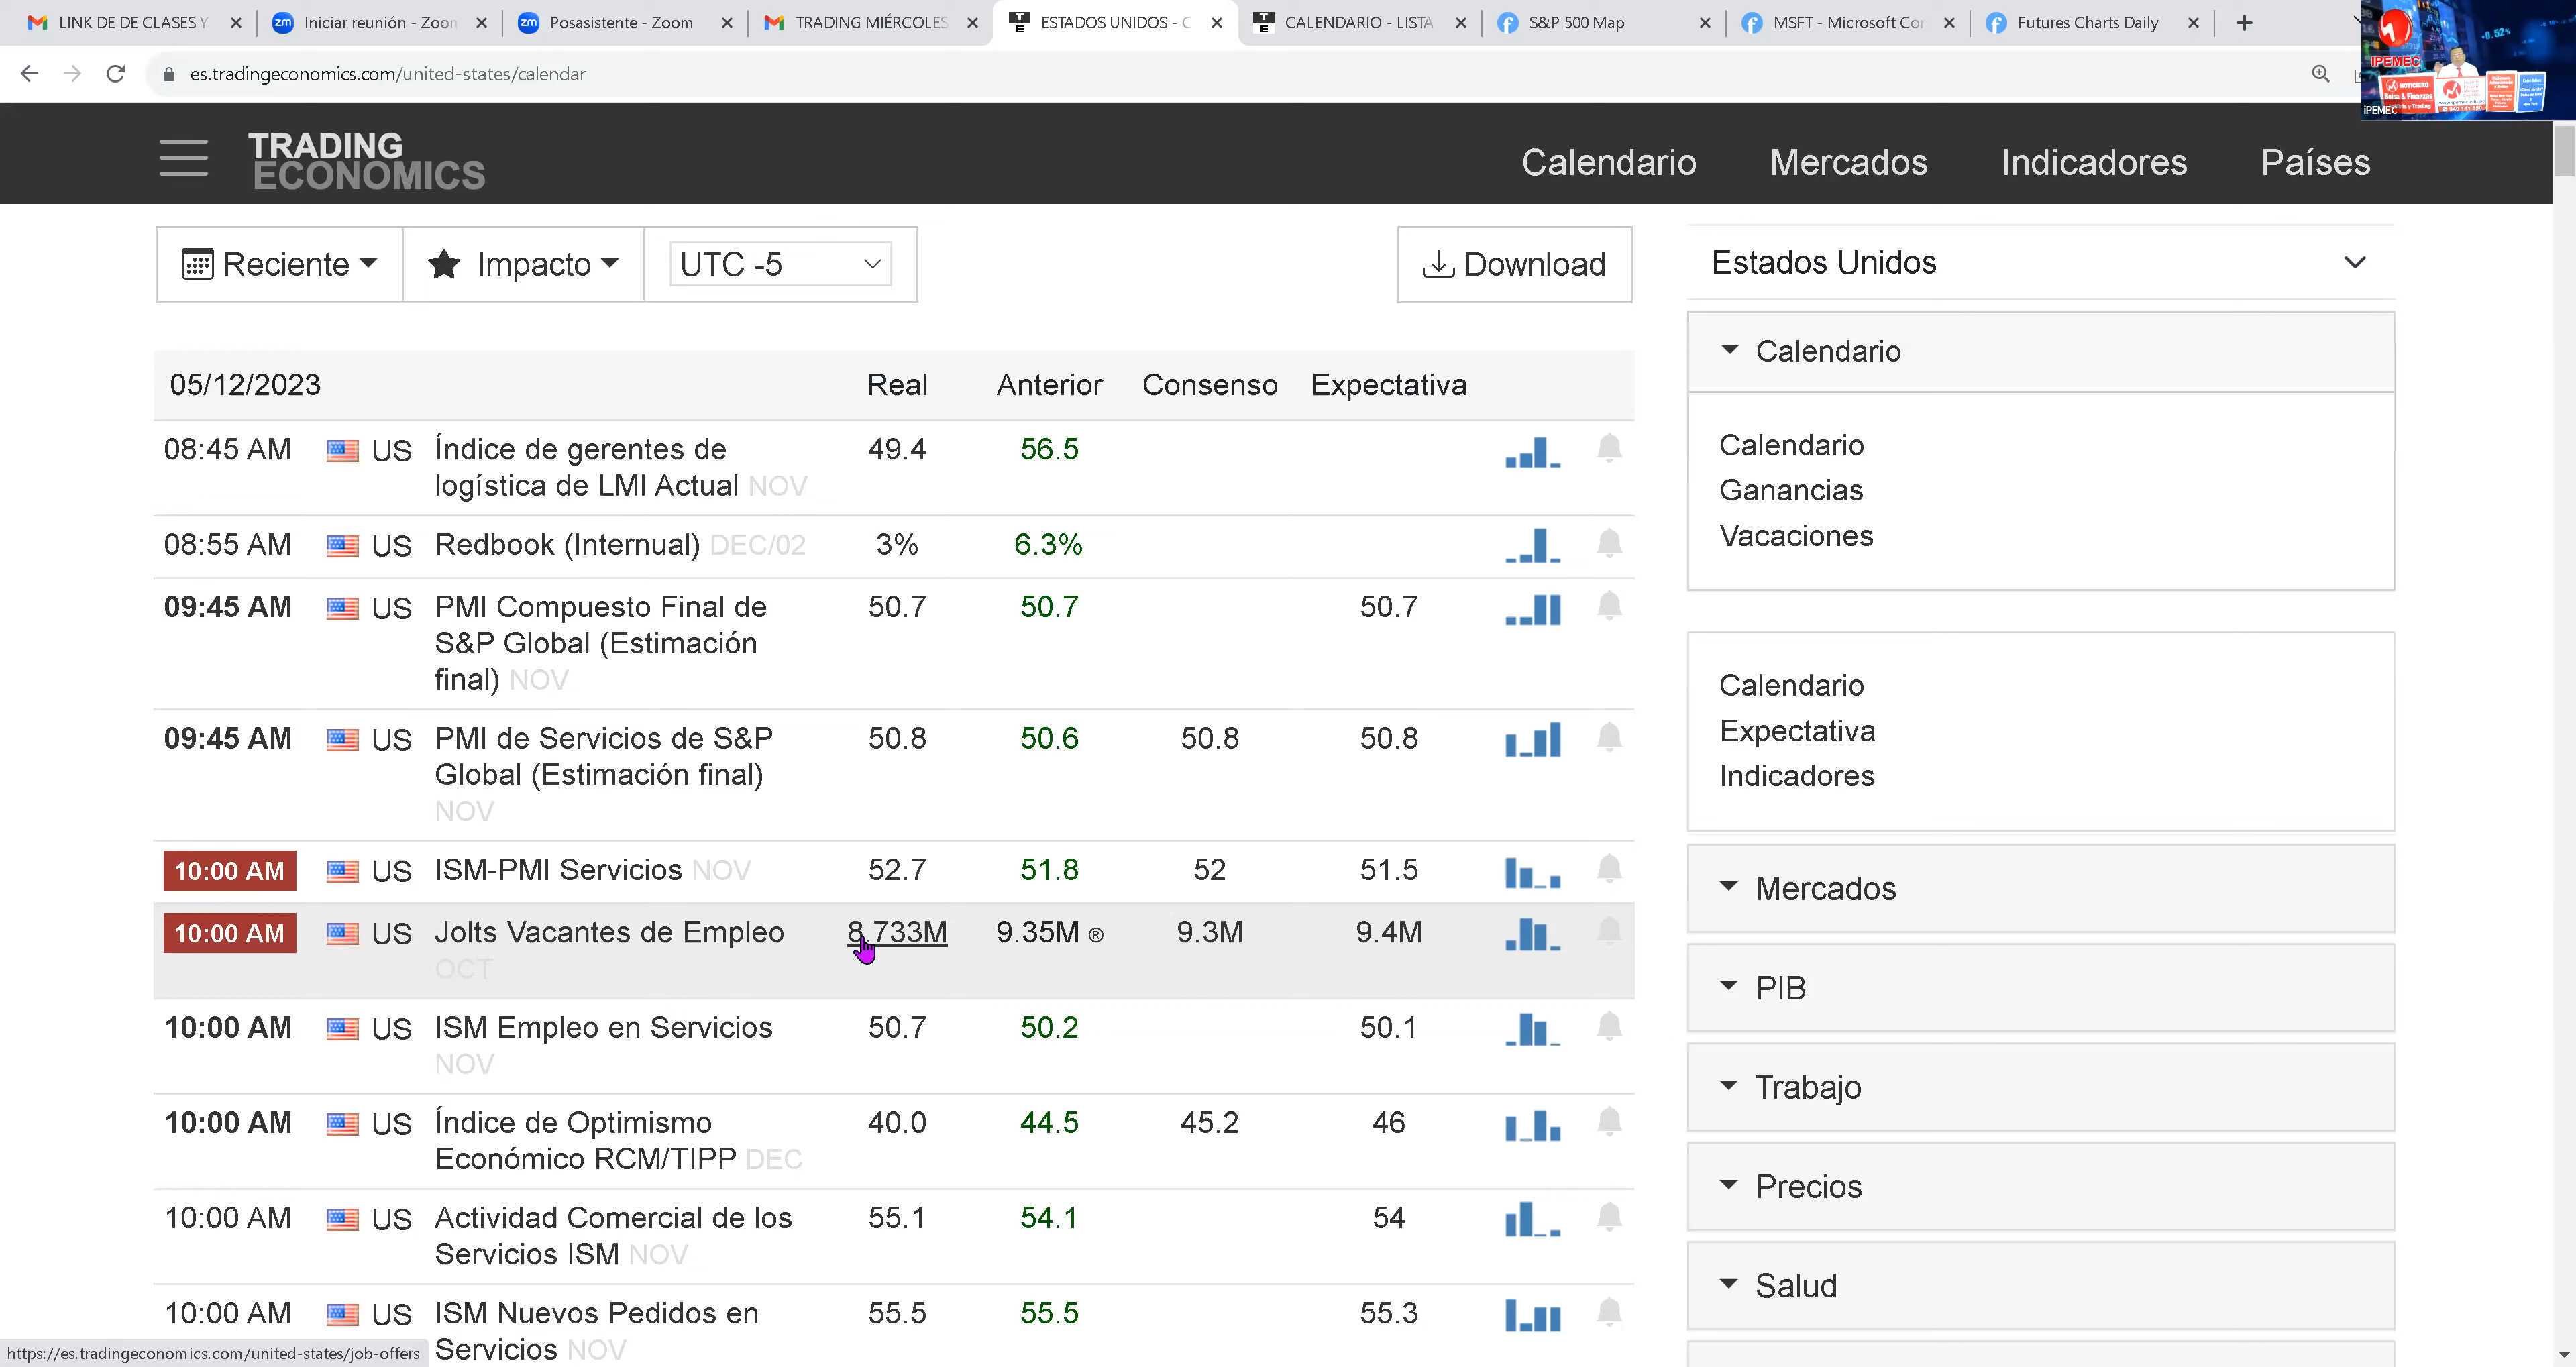 LINK DE DE CLASES Y
Iniciar reunión - Zoom
Posasistente - Zoom
TRADING MIÉRCOLES
ESTADOS UNIDOS - C
CALENDARIO - LISTA
S&P 500 Map
MSFT - Microsoft Cor
Futures Charts Daily
es.tradingeconomics.com/united-states/calendar
+0.52%
IPEMEC
iPEMEC
TRADING
ECONOMICS
Calendario Mercados Indicadores Países
Reciente Impacto UTC -5 Download
05/12/2023 Real Anterior Consenso Expectativa
08:45 AM US Índice de gerentes de 49.4 56.5
logística de LMI Actual NOV
08:55 AM US Redbook (Internual) DEC/02 3% 6.3%
09:45 AM US PMI Compuesto Final de 50.7 50.7 50.7
S&P Global (Estimación
final) NOV
09:45 AM US PMI de Servicios de S&P 50.8 50.6 50.8 50.8
Global (Estimación final)
NOV
10:00 AM US ISM-PMI Servicios NOV 52.7 51.8 52 51.5
10:00 AM US Jolts Vacantes de Empleo 8.733M 9.35M ® 9.3M 9.4M
OCT
10:00 AM US ISM Empleo en Servicios 50.7 50.2 50.1
NOV
10:00 AM US Índice de Optimismo 40.0 44.5 45.2 46
Económico RCM/TIPP DEC
10:00 AM US Actividad Comercial de los 55.1 54.1 54
Servicios ISM NOV
10:00 AM US ISM Nuevos Pedidos en 55.5 55.5 55.3
Servicios NOV
Estados Unidos
Calendario
Calendario
Ganancias
Vacaciones
Calendario
Expectativa
Indicadores
Mercados
PIB
Trabajo
Precios
Salud
https://es.tradingeconomics.com/united-states/job-offers